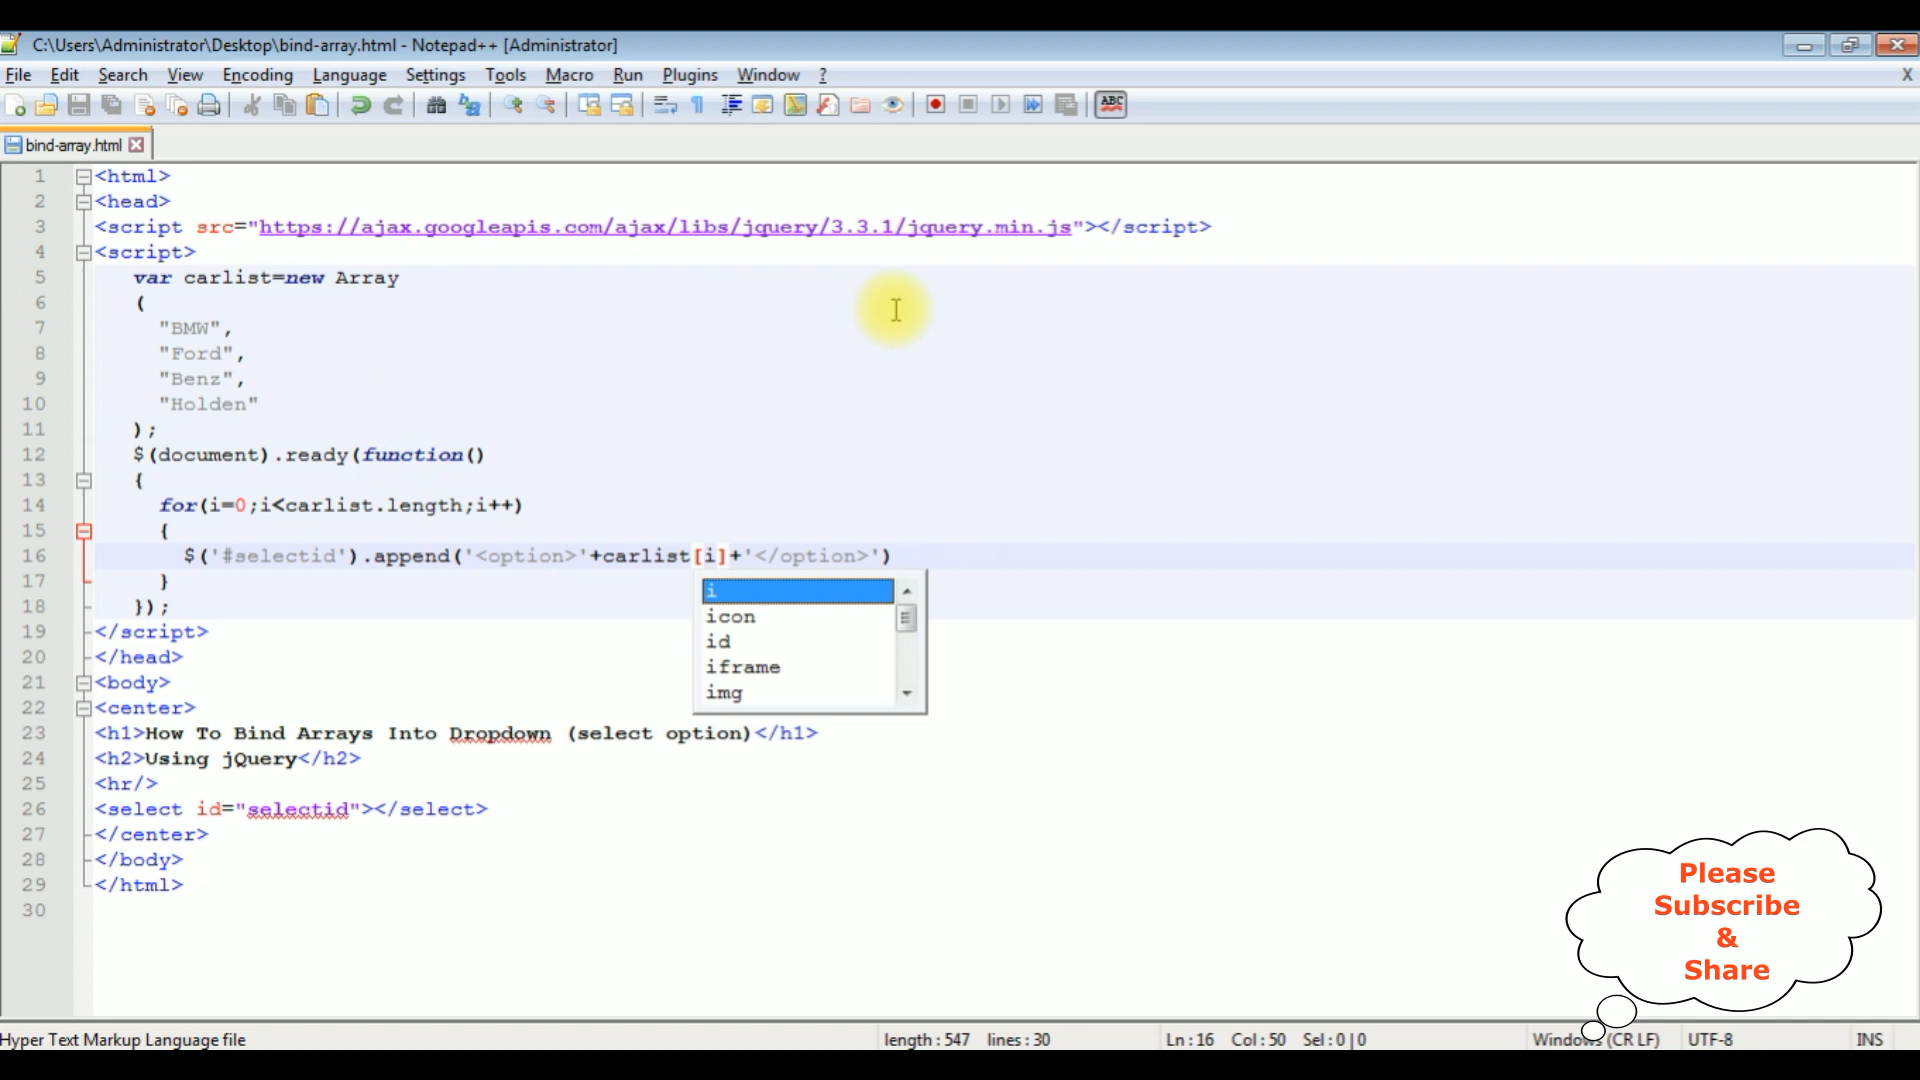 C:\Users\Administrator\Desktop\bind-array.html - Notepad++ [Administrator]
File Edit Search View Encoding Language Settings Tools Macro Run Plugins Window ? X
ABC
bind-array.html
1 <html>
2 <head>
3 <script src="https://ajax.googleapis.com/ajax/libs/jquery/3.3.1/jquery.min.js"></script>
4 <script>
5 var carlist=new Array
6 (
7 "BMW",
8 "Ford",
9 "Benz",
10 "Holden"
11 );
12 $(document).ready(function()
13 {
14 for(i=0;i<carlist.length;i++)
15 {
16 $('#selectid').append('<option>'+carlist[i]+'</option>')
17 }
18 });
19 </script>
20 </head>
21 <body>
22 <center>
23 <h1>How To Bind Arrays Into Dropdown (select option)</h1>
24 <h2>Using jQuery</h2>
25 <hr/>
26 <select id="selectid"></select>
27 </center>
28 </body>
29 </html>
30
i
icon
id
iframe
img
Please
Subscribe
&
Share
Hyper Text Markup Language file length : 547 lines : 30 Ln : 16 Col : 50 Sel : 0 | 0 Windows (CR LF) UTF-8 INS